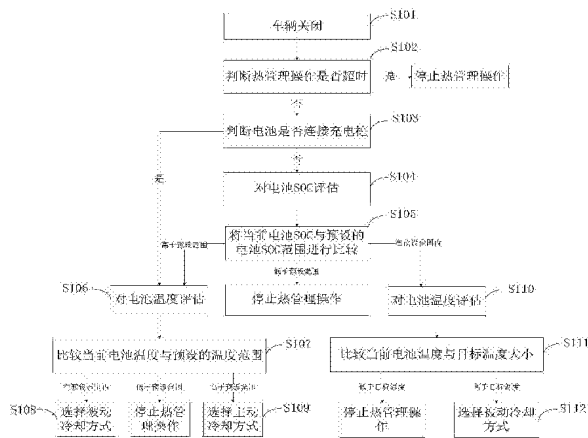 S101
车辆关闭
S102
判断热管理操作是否超时
是
停止热管理操作
否
S103
判断电池是否连接充电枪
否
是
S104
对电池SOC评估
S105
将当前电池SOC与预设的
电池SOC范围进行比较
高于预设范围
低于预设范围
S106
对电池温度评估
停止热管理操作
对电池温度评估
S110
S107
比较当前电池温度与预设的温度范围
S111
比较当前电池温度与目标温度大小
低于预设范围
高于预设范围
低于目标温度
高于目标温度
S108
选择被动
冷却方式
停止热管
理操作
选择主动
冷却方式
S109
停止热管理操
作
选择被动冷却方
式
S112